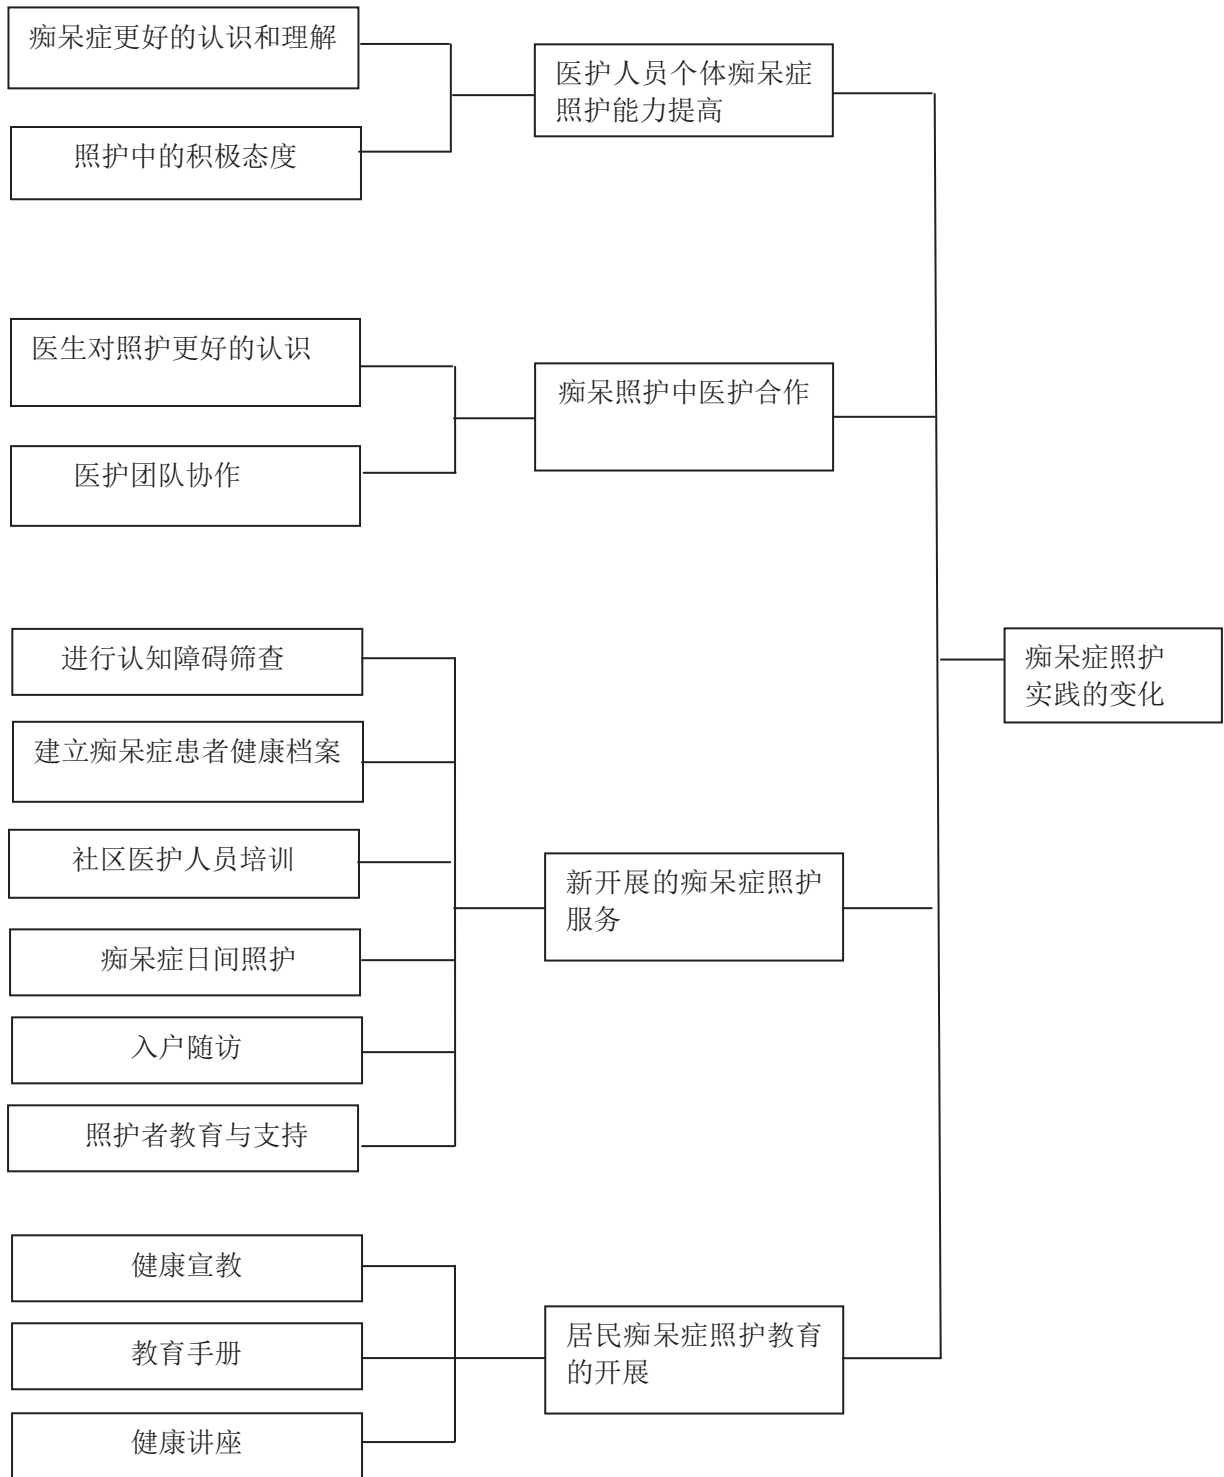 痴呆症更好的认识和理解
照护中的积极态度
医护人员个体痴呆症
照护能力提高
医生对照护更好的认识
医护团队协作
痴呆照护中医护合作
进行认知障碍筛查
建立痴呆症患者健康档案
社区医护人员培训
痴呆症日间照护
入户随访
照护者教育与支持
新开展的痴呆症照护
服务
健康宣教
教育手册
健康讲座
居民痴呆症照护教育
的开展
痴呆症照护
实践的变化